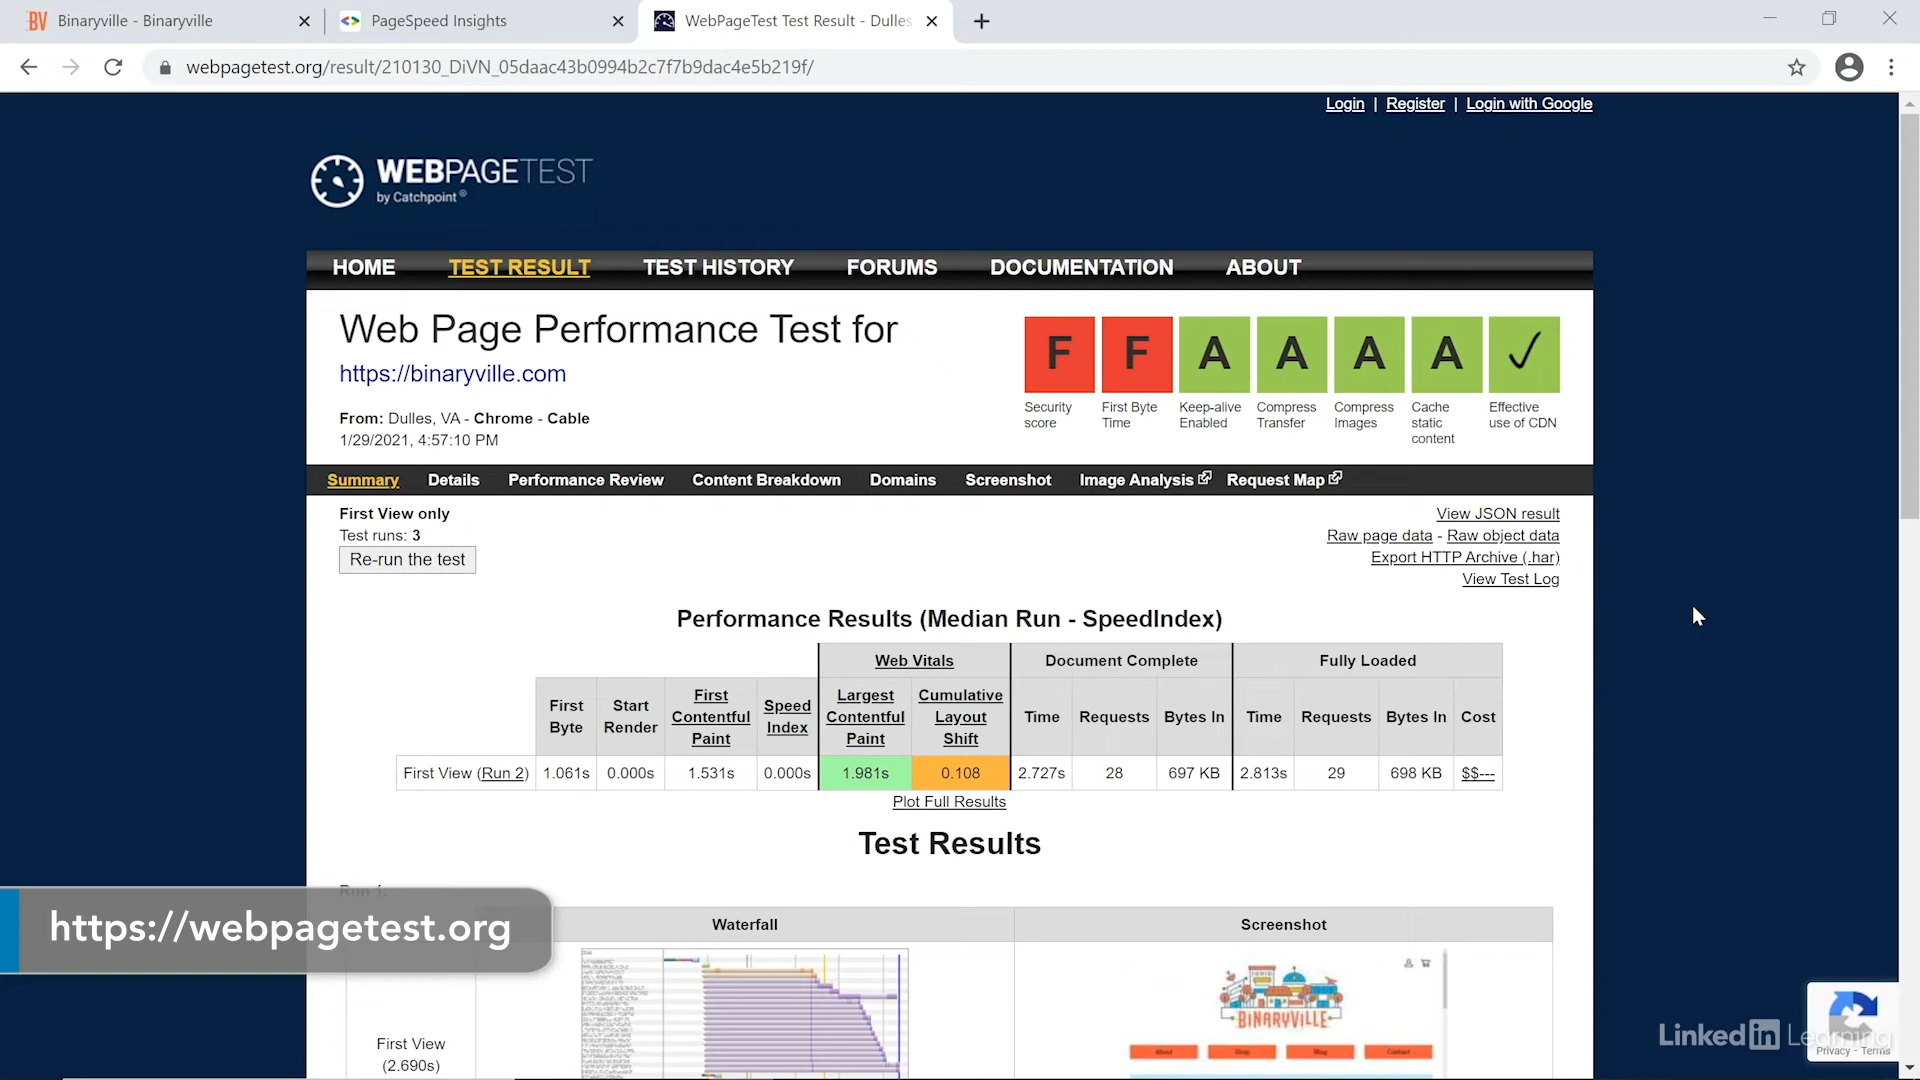 Binaryville - Binaryville
PageSpeed Insights
WebPageTest Test Result - Dulles
webpagetest.org/result/210130_DiVN_05daac43b0994b2c7f7b9dac4e5b219f/
Login | Register | Login with Google
WEBPAGETEST
by Catchpoint®
HOME TEST RESULT TEST HISTORY FORUMS DOCUMENTATION ABOUT
Web Page Performance Test for
https://binaryville.com
From: Dulles, VA - Chrome - Cable
1/29/2021, 4:57:10 PM
F F A A A A ✓
Security score
First Byte Time
Keep-alive Enabled
Compress Transfer
Compress Images
Cache static content
Effective use of CDN
Summary Details Performance Review Content Breakdown Domains Screenshot Image Analysis Request Map
First View only
Test runs: 3
Re-run the test
View JSON result
Raw page data - Raw object data
Export HTTP Archive (.har)
View Test Log
Performance Results (Median Run - SpeedIndex)
Web Vitals Document Complete Fully Loaded
First Byte Start Render First Contentful Paint Speed Index Largest Contentful Paint Cumulative Layout Shift Time Requests Bytes In Time Requests Bytes In Cost
First View (Run 2) 1.061s 0.000s 1.531s 0.000s 1.981s 0.108 2.727s 28 697 KB 2.813s 29 698 KB $$---
Plot Full Results
Test Results
Run 1:
https://webpagetest.org
Waterfall Screenshot
First View
(2.690s)
BINARYVILLE
About Shop Blog Contact
LinkedIn Learning
Privacy - Terms